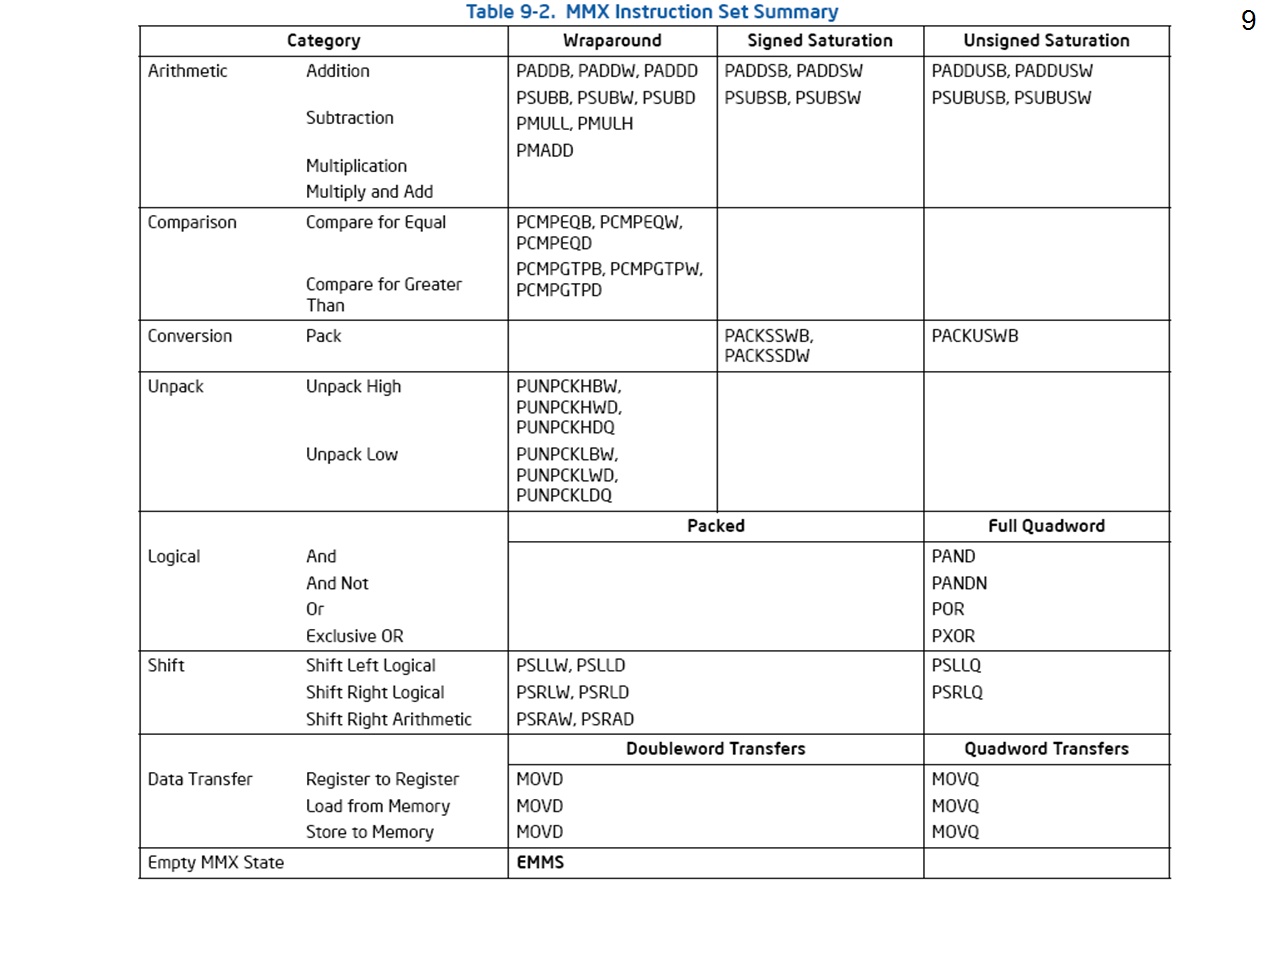 Table 9-2. MMX Instruction Set Summary
9
Category Wraparound Signed Saturation Unsigned Saturation
Arithmetic Addition PADDB, PADDW, PADDD PADDSB, PADDSW PADDUSB, PADDUSW
PSUBB, PSUBW, PSUBD PSUBSB, PSUBSW PSUBUSB, PSUBUSW
Subtraction
PMULL, PMULH
PMADD
Multiplication
Multiply and Add
Comparison Compare for Equal PCMPEQB, PCMPEQW,
PCMPEQD
PCMPGTPB, PCMPGTPW,
Compare for Greater PCMPGTPD
Than
Conversion Pack PACKSSWB, PACKUSWB
PACKSSDW
Unpack Unpack High PUNPCKHBW,
PUNPCKHWD,
PUNPCKHDQ
Unpack Low PUNPCKLBW,
PUNPCKLWD,
PUNPCKLDQ
Packed Full Quadword
Logical And PAND
And Not PANDN
Or POR
Exclusive OR PXOR
Shift Shift Left Logical PSLLW, PSLLD PSLLQ
Shift Right Logical PSRLW, PSRLD PSRLQ
Shift Right Arithmetic PSRAW, PSRAD
Doubleword Transfers Quadword Transfers
Data Transfer Register to Register MOVD MOVQ
Load from Memory MOVD MOVQ
Store to Memory MOVD MOVQ
Empty MMX State EMMS